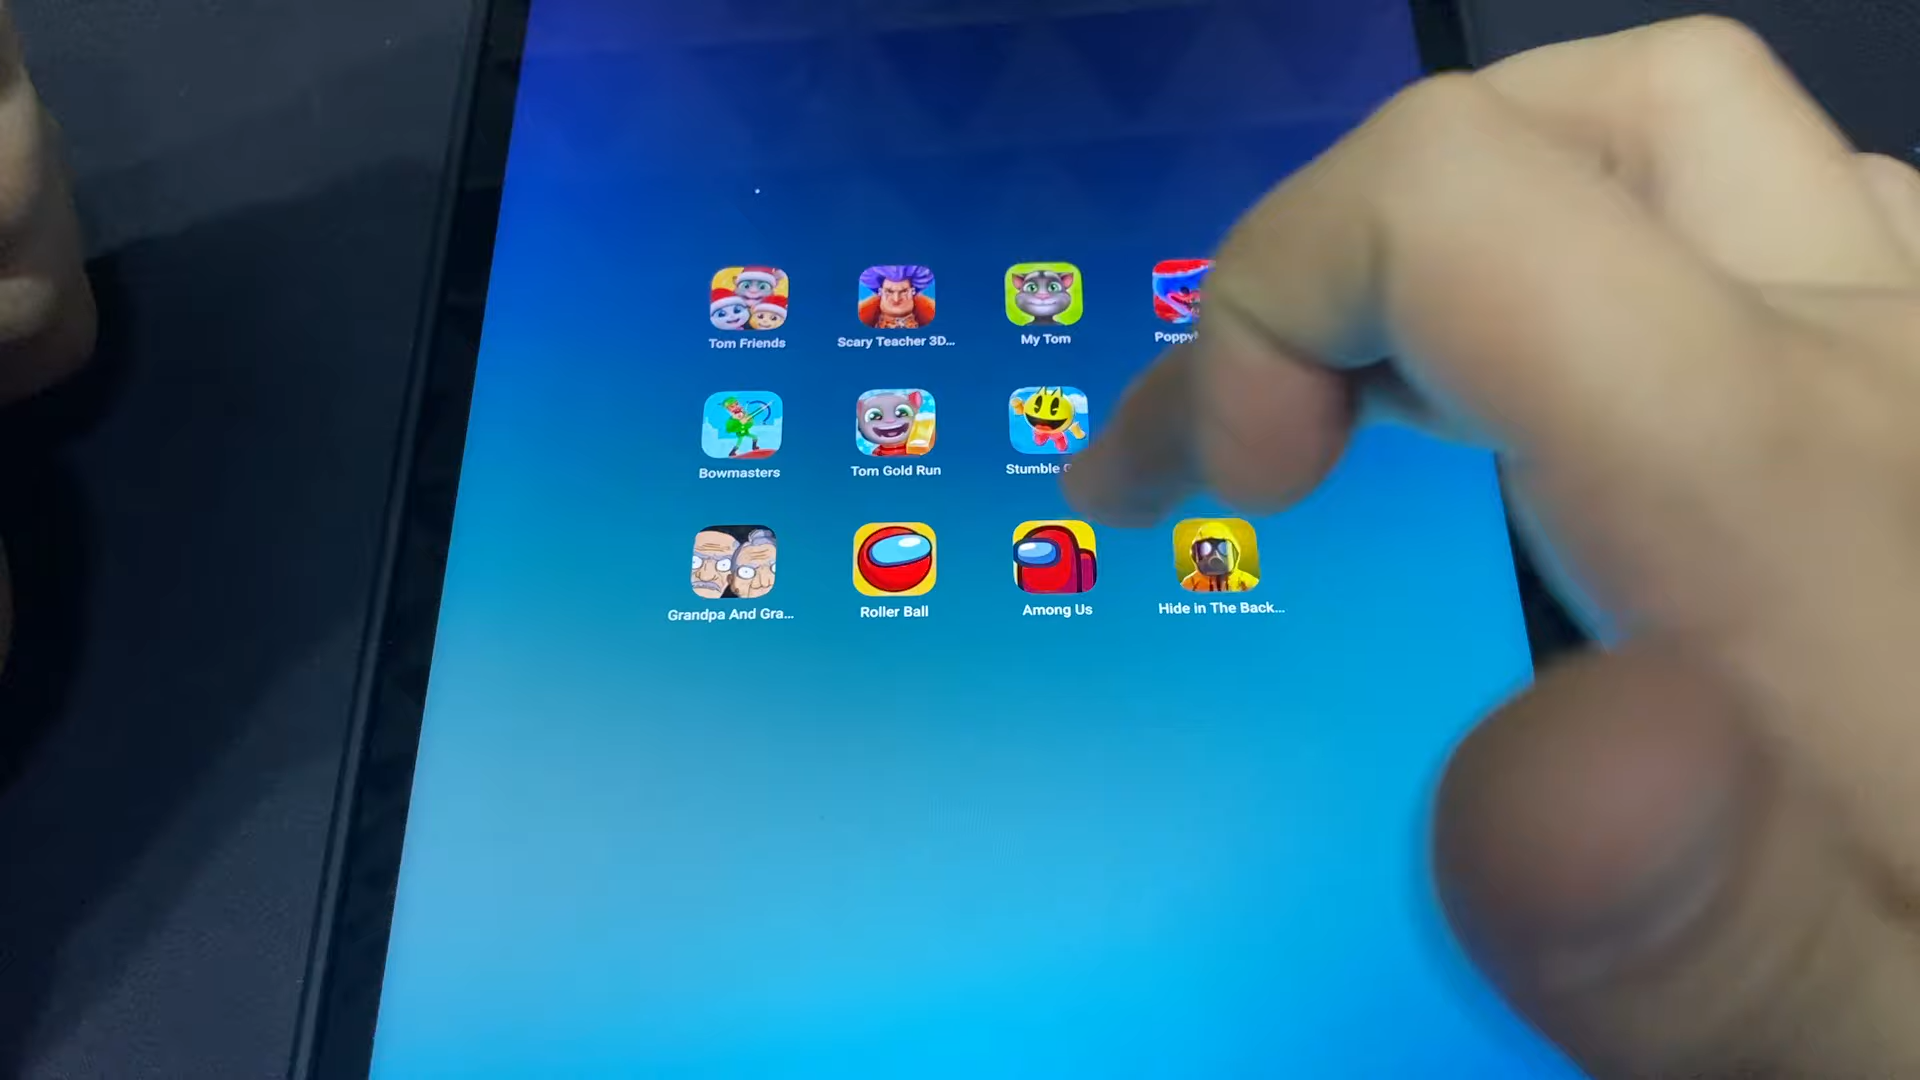 Tom Friends
Scary Teacher 3D...
My Tom
Bowmasters
Tom Gold Run
Stumble
Grandpa And Gra...
Roller Ball
Among Us
Hide in The Back...